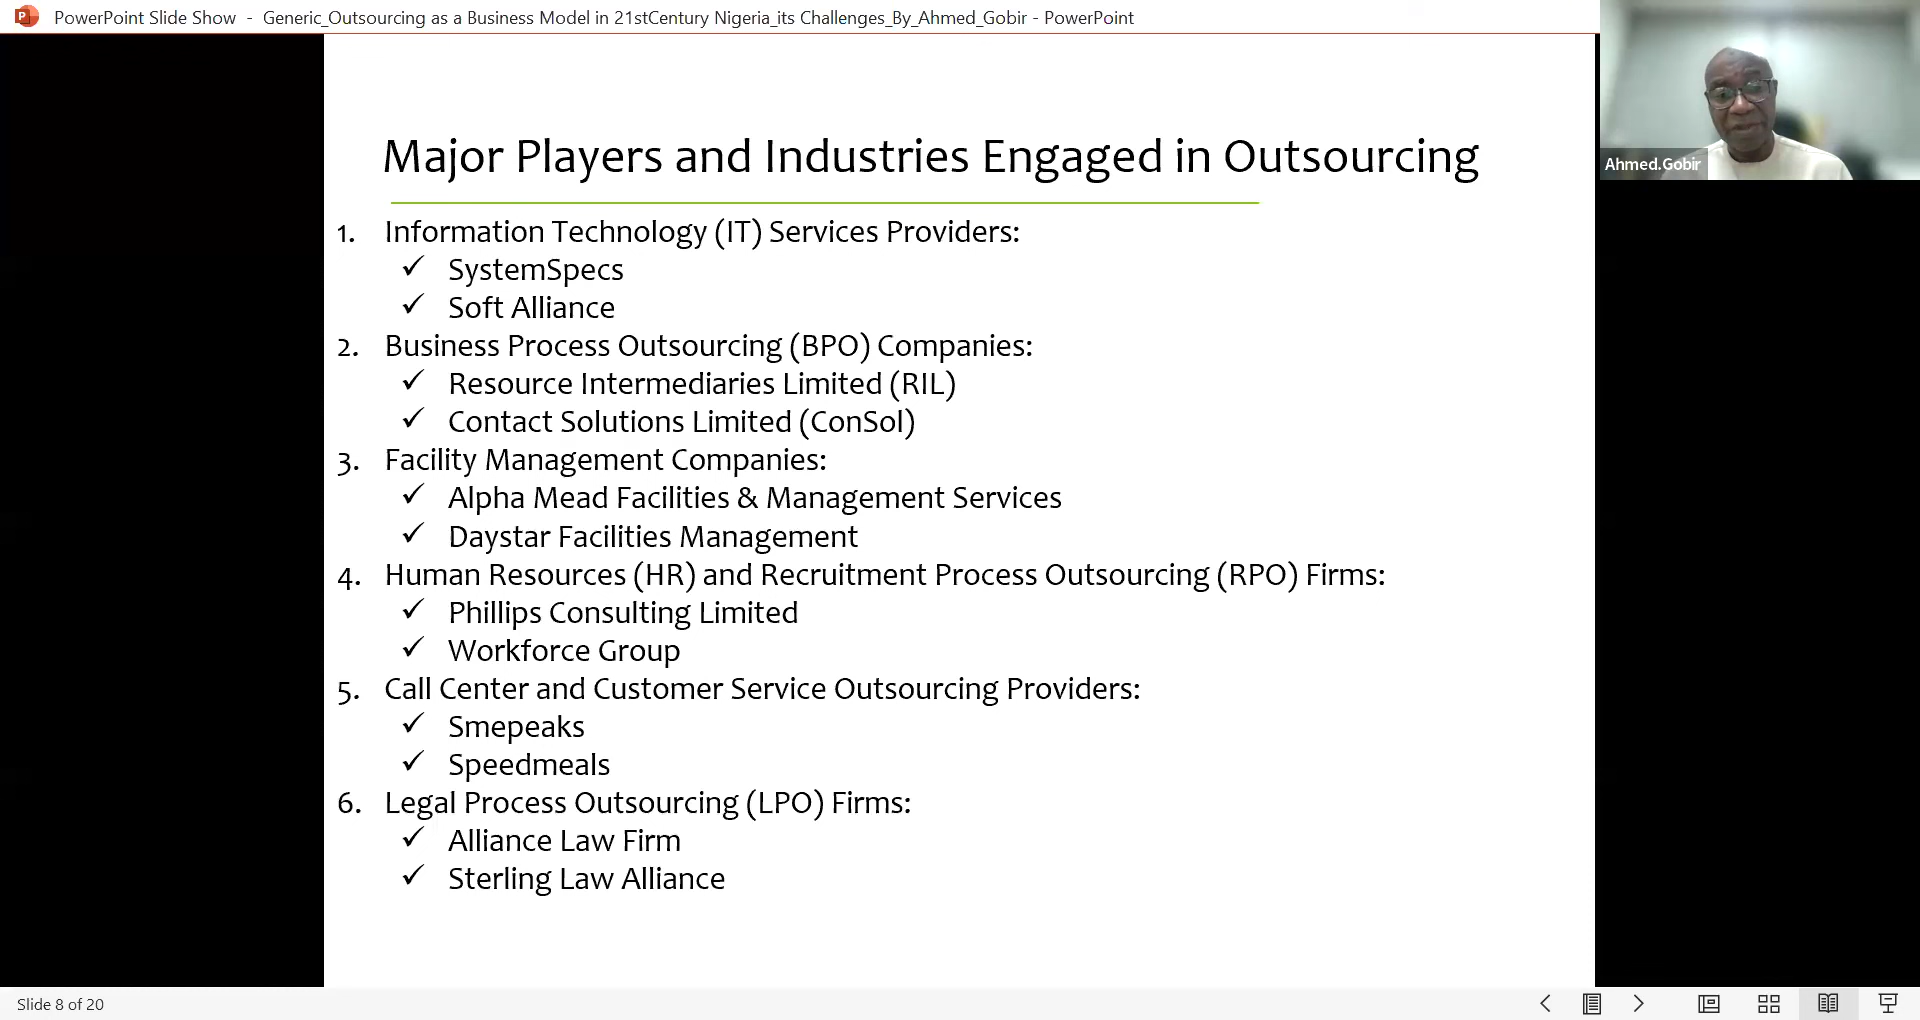 PowerPoint Slide Show - Generic_Outsourcing as a Business Model in 21stCentury Nigeria_its Challenges_By_Ahmed_Gobir - PowerPoint
Ahmed.Gobir
Major Players and Industries Engaged in Outsourcing
1. Information Technology (IT) Services Providers:
✓ SystemSpecs
✓ Soft Alliance
2. Business Process Outsourcing (BPO) Companies:
✓ Resource Intermediaries Limited (RIL)
✓ Contact Solutions Limited (ConSol)
3. Facility Management Companies:
✓ Alpha Mead Facilities & Management Services
✓ Daystar Facilities Management
4. Human Resources (HR) and Recruitment Process Outsourcing (RPO) Firms:
✓ Phillips Consulting Limited
✓ Workforce Group
5. Call Center and Customer Service Outsourcing Providers:
✓ Smepeaks
✓ Speedmeals
6. Legal Process Outsourcing (LPO) Firms:
✓ Alliance Law Firm
✓ Sterling Law Alliance
Slide 8 of 20